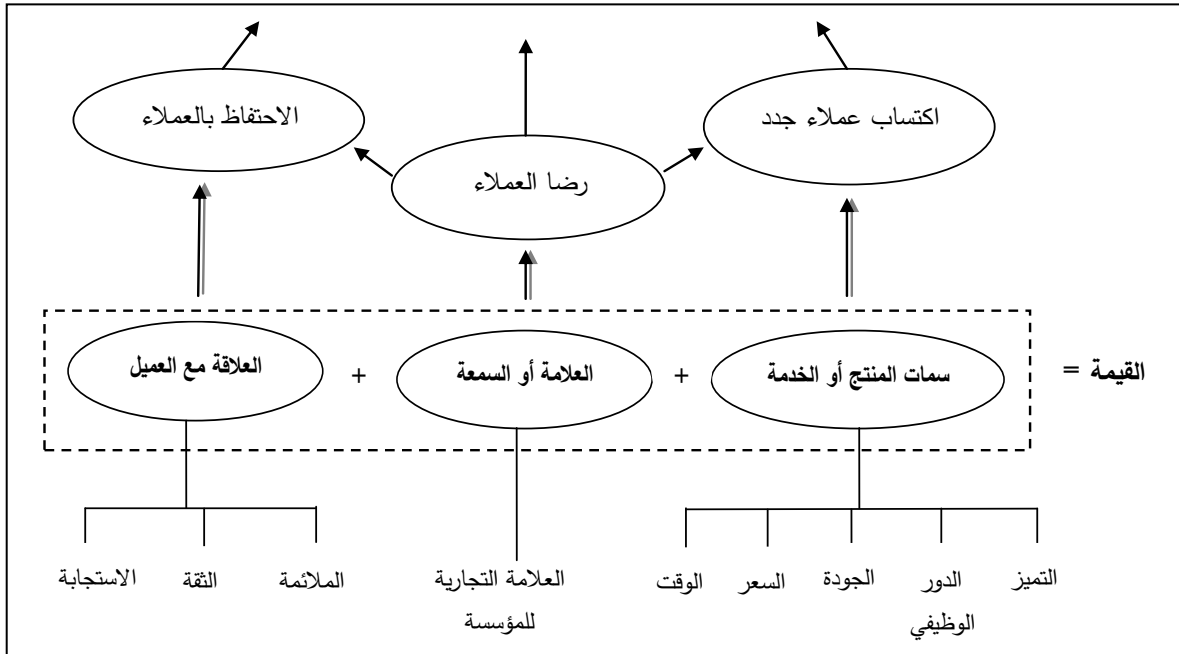 اكتساب عملاء جدد
الاحتفاظ بالعملاء
رضا العملاء
القيمة = سمات المنتج أو الخدمة + العلامة أو السمعة + العلاقة مع العميل
التميز
الدور
الوظيفي
الجودة
السعر
الوقت
العلامة التجارية
للمؤسسة
الملائمة
الثقة
الاستجابة